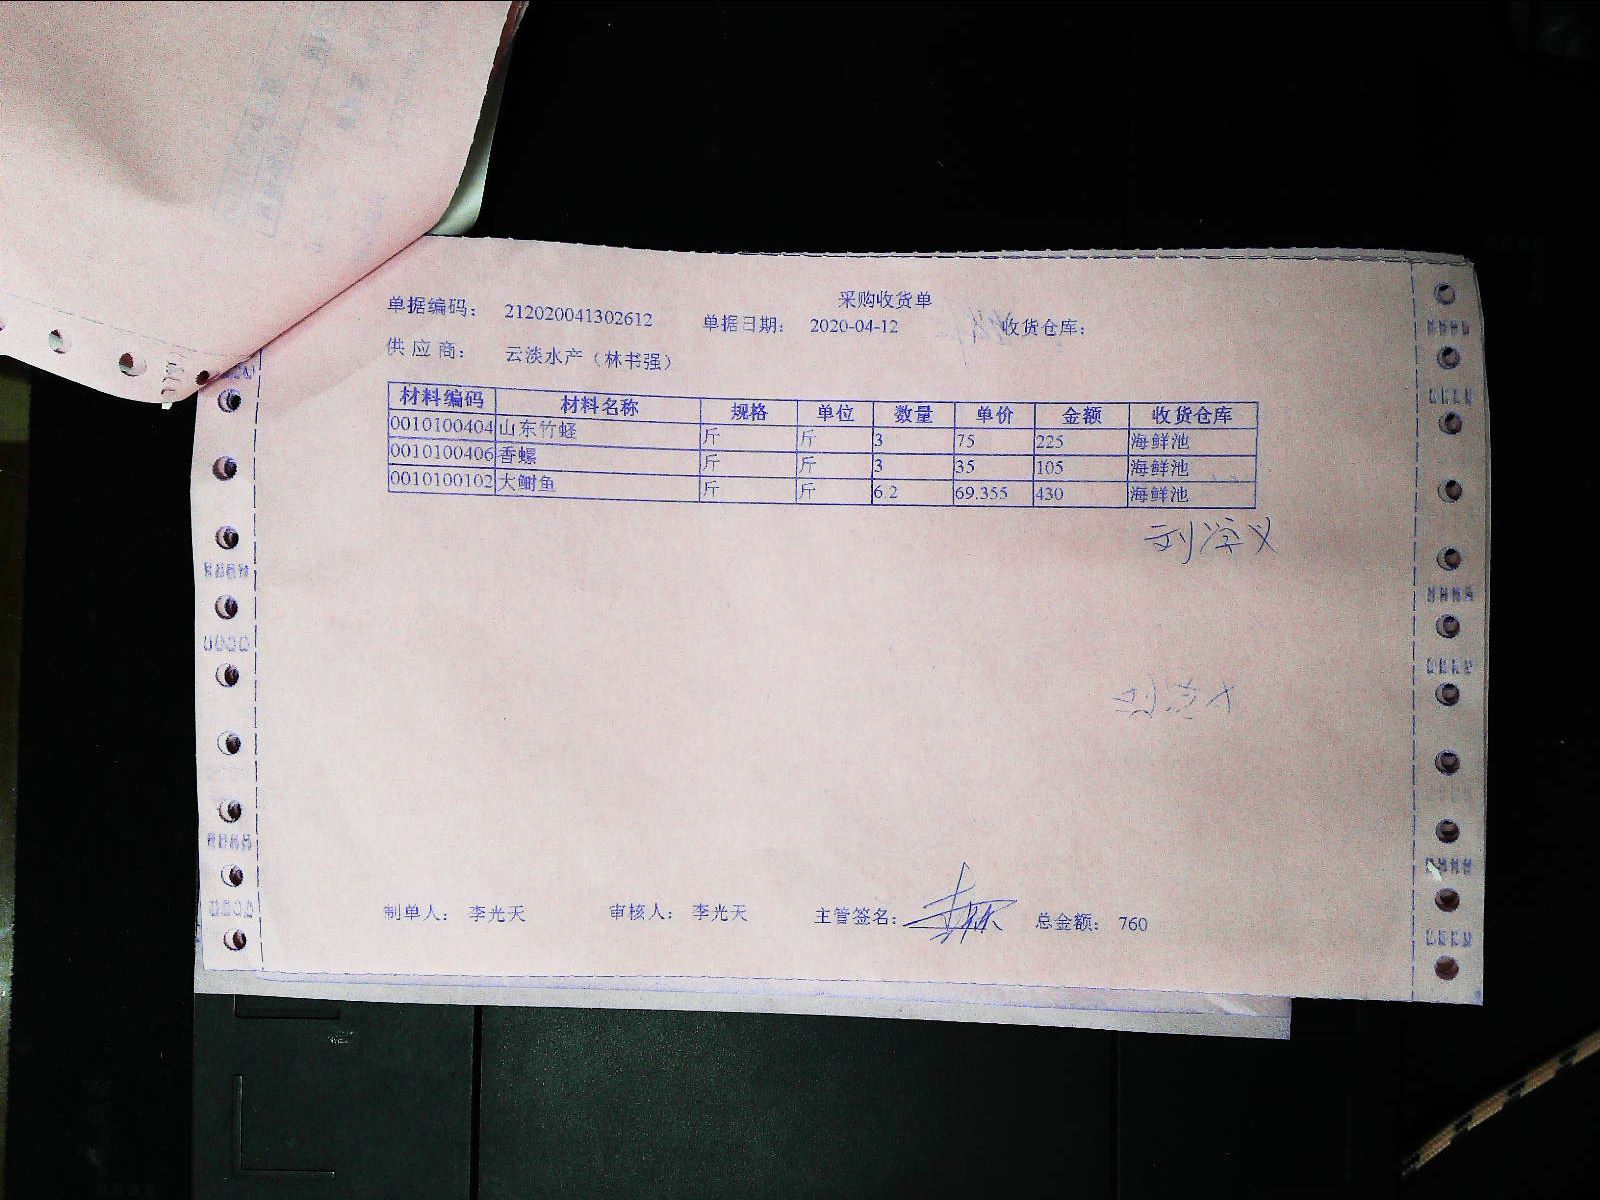 采购收货单
单据编码： 212020041302612 单据日期： 2020-04-12 收货仓库：
供 应 商： 云淡水产（林书强）
材料编码 材料名称 规格 单位 数量 单价 金额 收货仓库
0010100404 山东竹蛏 斤 斤 3 75 225 海鲜池
0010100406 香螺 斤 斤 3 35 105 海鲜池
0010100102 大鲥鱼 斤 斤 6.2 69.355 430 海鲜池
刘学义
制单人： 李光天 审核人： 李光天 主管签名： 总金额： 760